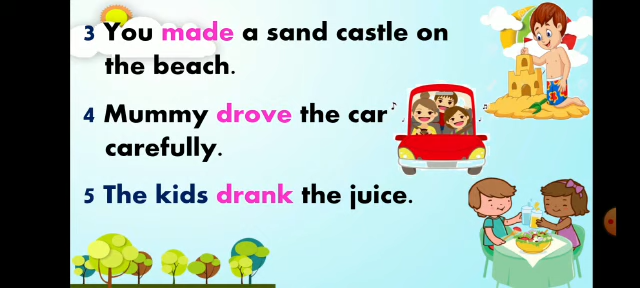 3 You made a sand castle on
the beach.
4 Mummy drove the car
carefully.
5 The kids drank the juice.